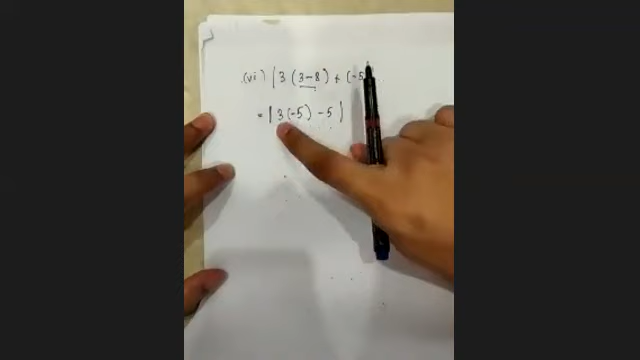 (vi) |3 (3-8) + (-5
= |3(-5) - 5|